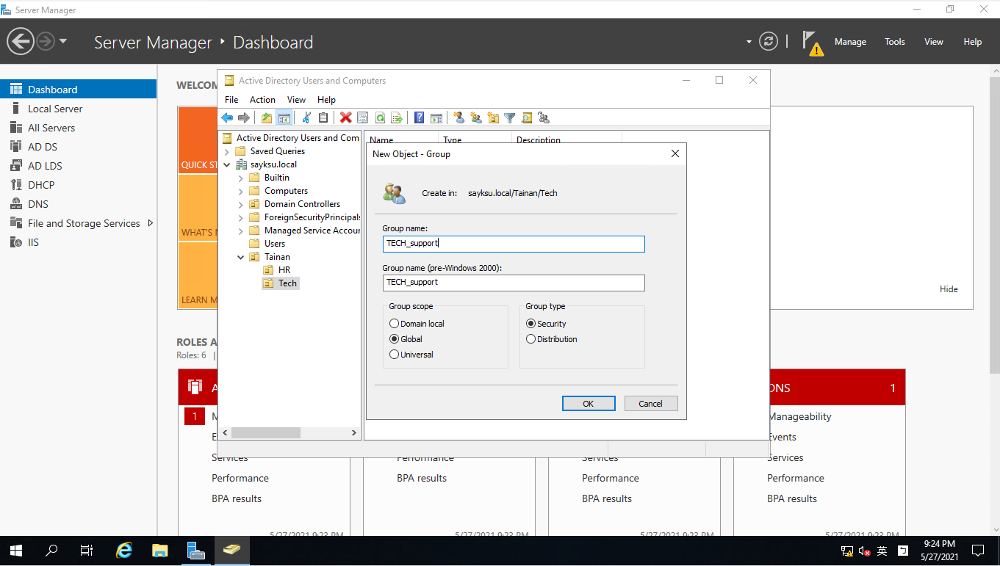 Server Manager
Server Manager • Dashboard
Manage Tools View Help
Dashboard
Local Server
All Servers
AD DS
AD LDS
DHCP
DNS
File and Storage Services
IIS
WELCOM
QUICK ST
WHAT'S
LEARN M
Hide
ROLES A
Roles: 6 |
Active Directory Users and Computers
File Action View Help
Active Directory Users and Com
Saved Queries
sayksu.local
Builtin
Computers
Domain Controllers
ForeignSecurityPrincipals
Managed Service Accour
Users
Tainan
HR
Tech
Name Type Description
New Object - Group
Create in: sayksu.local/Tainan/Tech
Group name:
TECH_support
Group name (pre-Windows 2000):
TECH_support
Group scope
Domain local
Global
Universal
Group type
Security
Distribution
OK Cancel
A
1 M
E
Services
Performance
BPA results
5/27/2021 9:23 PM
Performance
BPA results
5/27/2021 9:23 PM
Services
Performance
BPA results
5/27/2021 9:23 PM
DNS 1
Manageability
Events
Services
Performance
BPA results
5/27/2021 9:23 PM
英
9:24 PM
5/27/2021